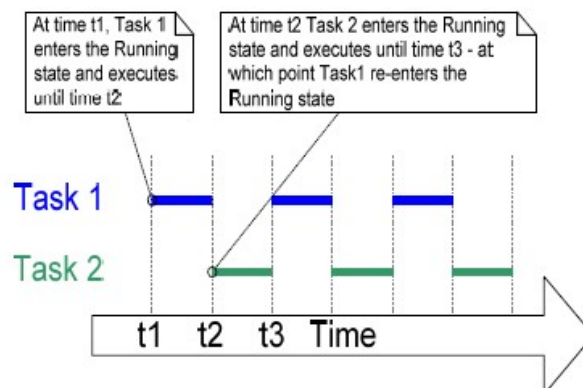 At time t1, Task 1
enters the Running
state and executes
until time t2
At time t2 Task 2 enters the Running
state and executes until time t3 - at
which point Task1 re-enters the
Running state
Task 1
Task 2
t1 t2 t3 Time